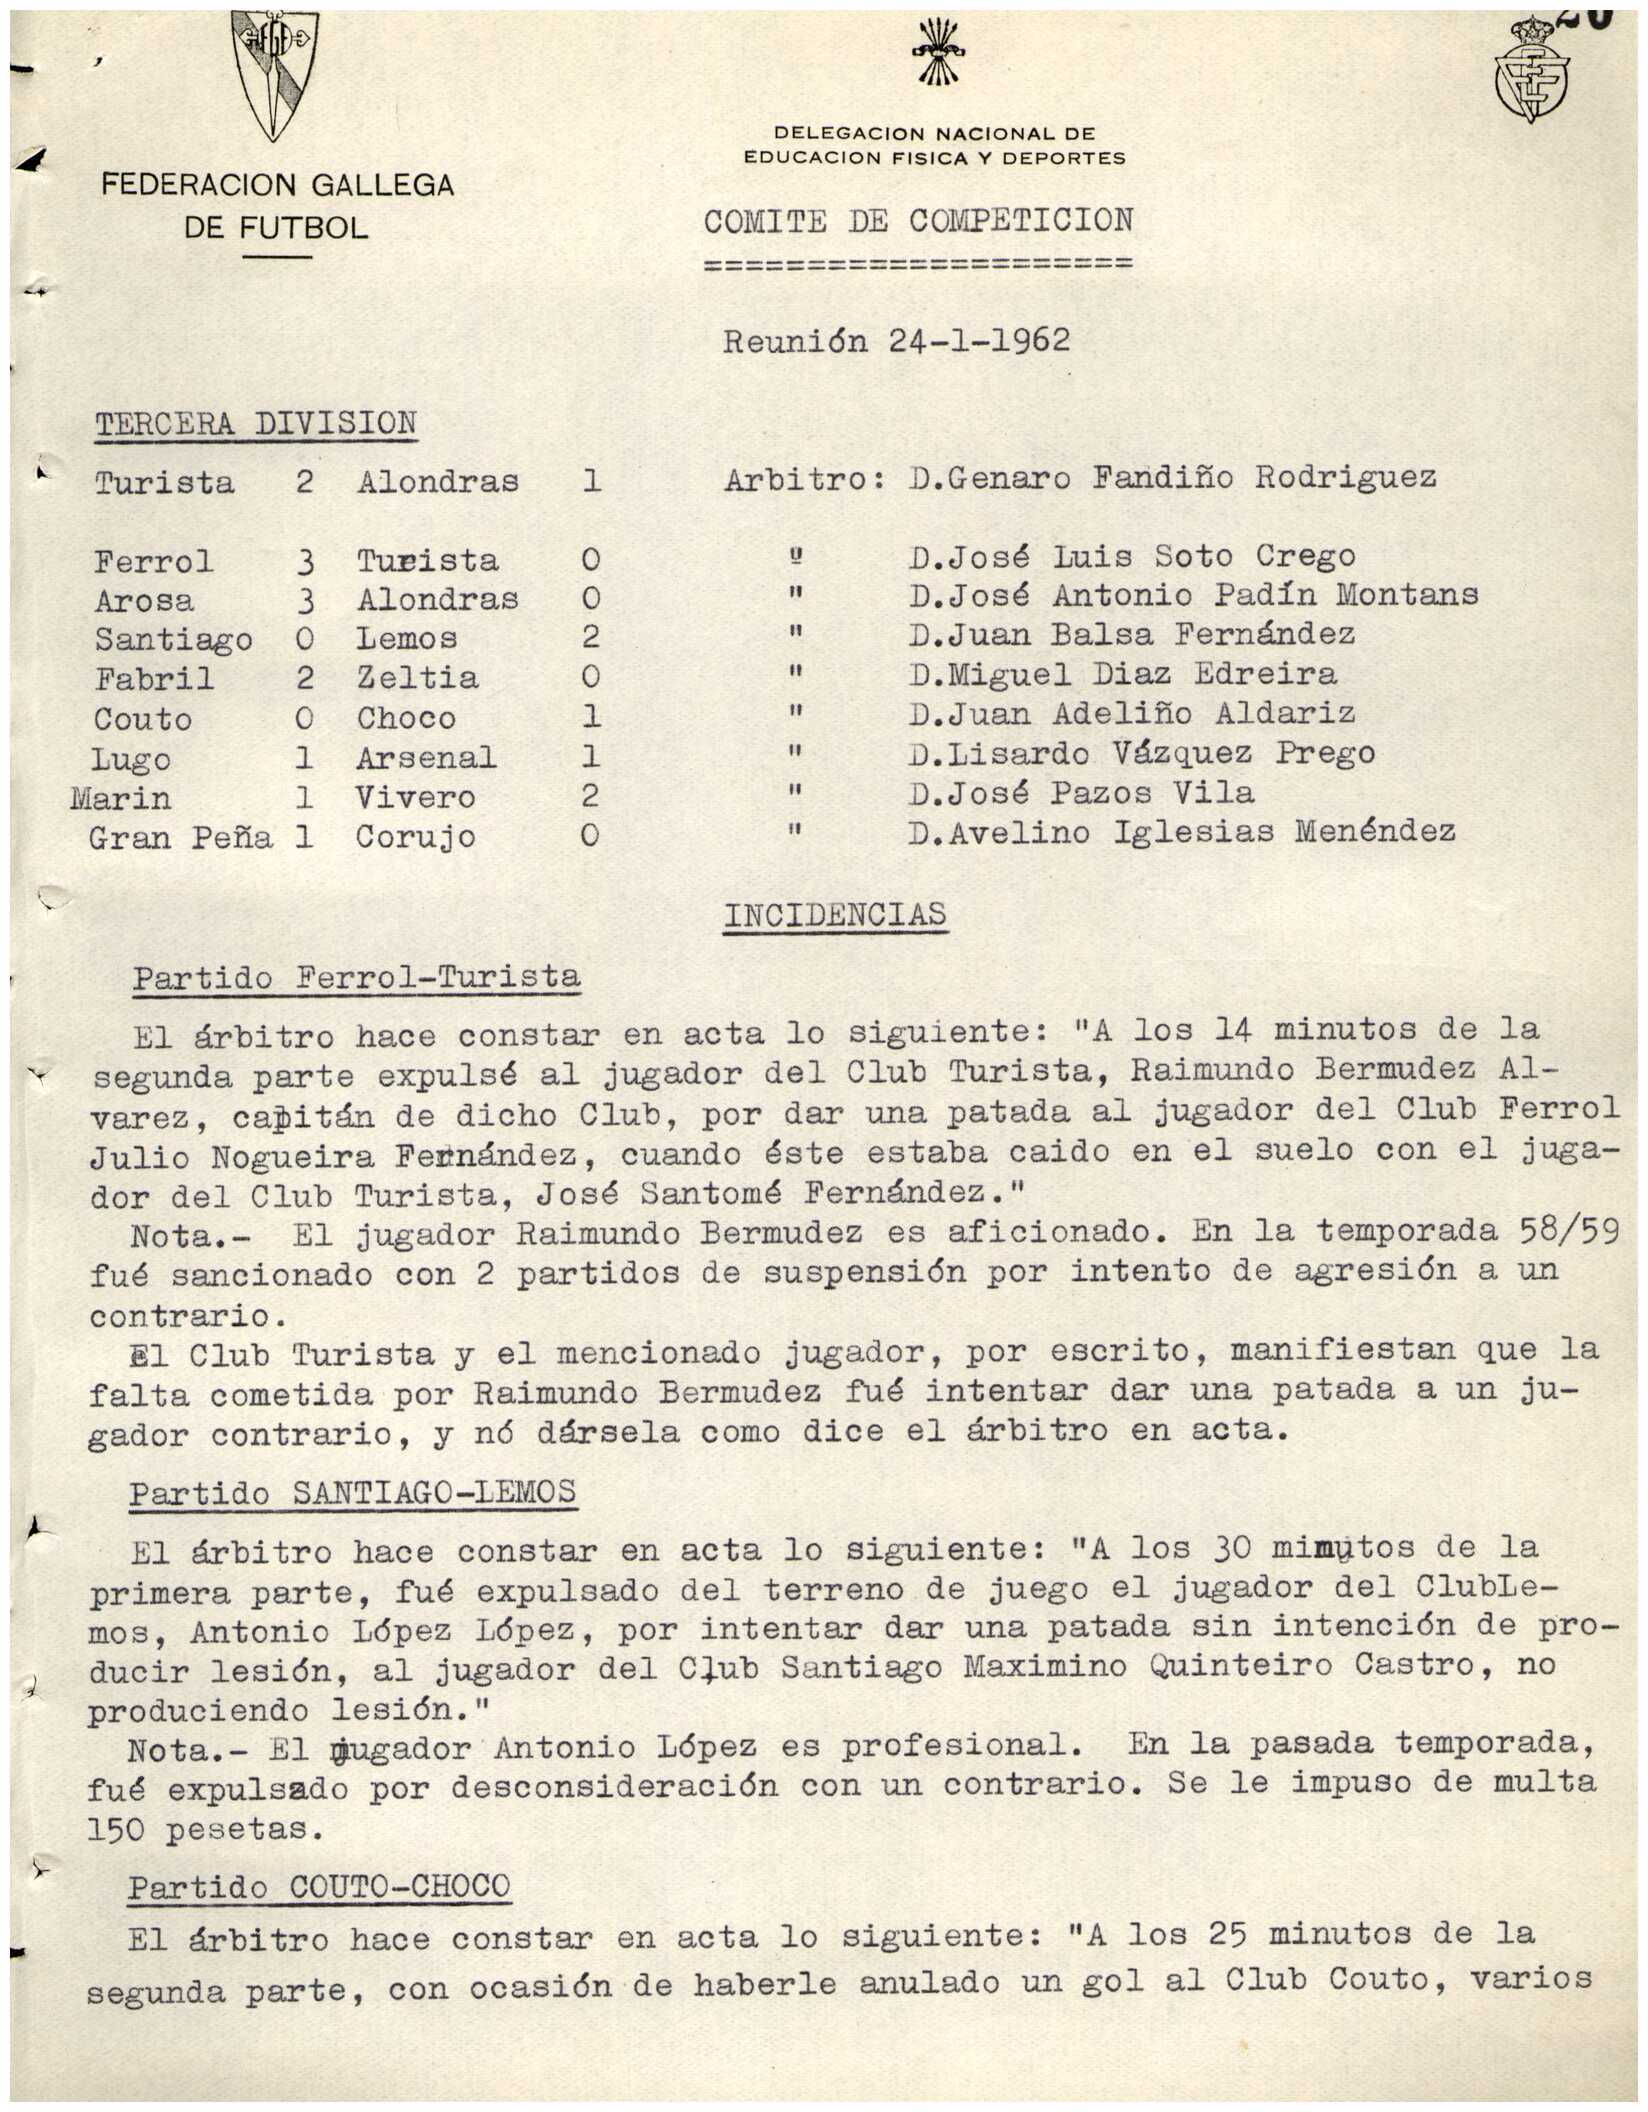 20
DELEGACION NACIONAL DE
EDUCACION FISICA Y DEPORTES
FEDERACION GALLEGA
DE FUTBOL
COMITE DE COMPETICION
=====================
Reunión 24-1-1962
TERCERA DIVISION
Turista 2 Alondras 1 Arbitro: D.Genaro Fandiño Rodriguez
Ferrol 3 Turista 0 " D.José Luis Soto Crego
Arosa 3 Alondras 0 " D.José Antonio Padín Montans
Santiago 0 Lemos 2 " D.Juan Balsa Fernández
Fabril 2 Zeltia 0 " D.Miguel Diaz Edreira
Couto 0 Choco 1 " D.Juan Adeliño Aldariz
Lugo 1 Arsenal 1 " D.Lisardo Vázquez Prego
Marin 1 Vivero 2 " D.José Pazos Vila
Gran Peña 1 Corujo 0 " D.Avelino Iglesias Menéndez
INCIDENCIAS
Partido Ferrol-Turista
El árbitro hace constar en acta lo siguiente: "A los 14 minutos de la
segunda parte expulsé al jugador del Club Turista, Raimundo Bermudez Al-
varez, capitán de dicho Club, por dar una patada al jugador del Club Ferrol
Julio Nogueira Fernández, cuando éste estaba caido en el suelo con el juga-
dor del Club Turista, José Santomé Fernández."
Nota.- El jugador Raimundo Bermudez es aficionado. En la temporada 58/59
fué sancionado con 2 partidos de suspensión por intento de agresión a un
contrario.
El Club Turista y el mencionado jugador, por escrito, manifiestan que la
falta cometida por Raimundo Bermudez fué intentar dar una patada a un ju-
gador contrario, y nó dársela como dice el árbitro en acta.
Partido SANTIAGO-LEMOS
El árbitro hace constar en acta lo siguiente: "A los 30 minutos de la
primera parte, fué expulsado del terreno de juego el jugador del ClubLe-
mos, Antonio López López, por intentar dar una patada sin intención de pro-
ducir lesión, al jugador del Club Santiago Maximino Quinteiro Castro, no
produciendo lesión."
Nota.- El jugador Antonio López es profesional. En la pasada temporada,
fué expulsado por desconsideración con un contrario. Se le impuso de multa
150 pesetas.
Partido COUTO-CHOCO
El árbitro hace constar en acta lo siguiente: "A los 25 minutos de la
segunda parte, con ocasión de haberle anulado un gol al Club Couto, varios